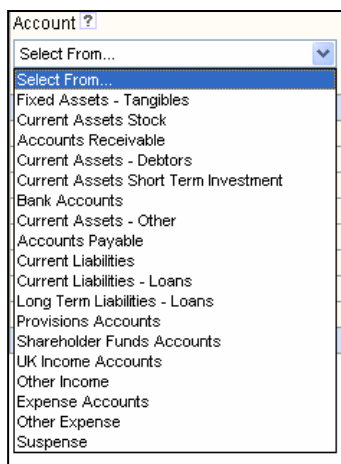 Account ?
Select From...
Select From...
Fixed Assets - Tangibles
Current Assets Stock
Accounts Receivable
Current Assets - Debtors
Current Assets Short Term Investment
Bank Accounts
Current Assets - Other
Accounts Payable
Current Liabilities
Current Liabilities - Loans
Long Term Liabilities - Loans
Provisions Accounts
Shareholder Funds Accounts
UK Income Accounts
Other Income
Expense Accounts
Other Expense
Suspense